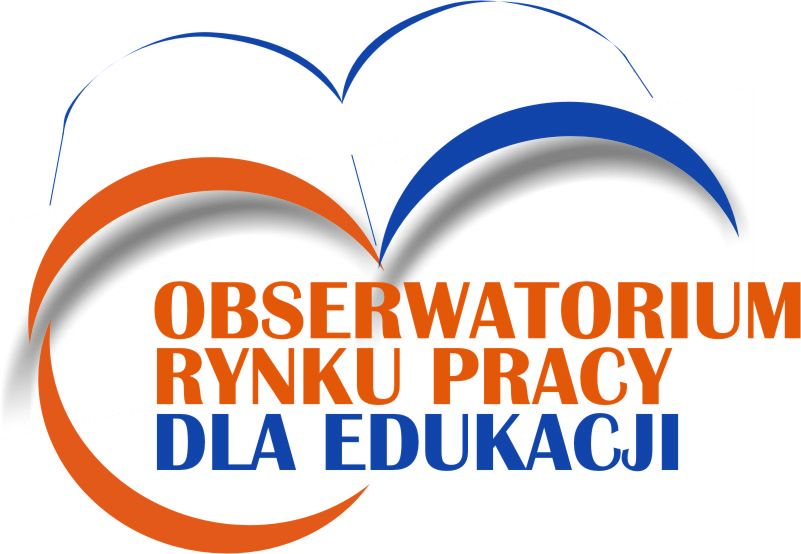 OBSERWATORIUM
RYNKU PRACY
DLA EDUKACJI